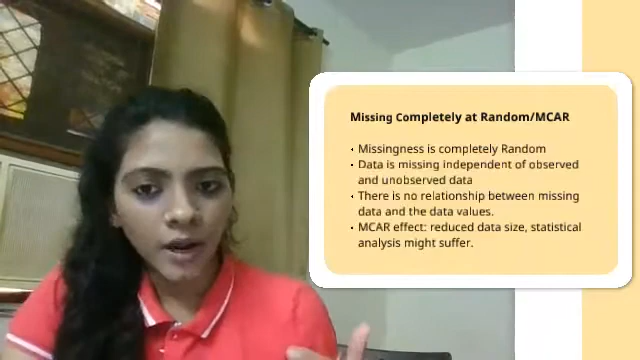 Missing Completely at Random/MCAR
• Missingness is completely Random
• Data is missing independent of observed
and unobserved data
• There is no relationship between missing
data and the data values.
• MCAR effect: reduced data size, statistical
analysis might suffer.